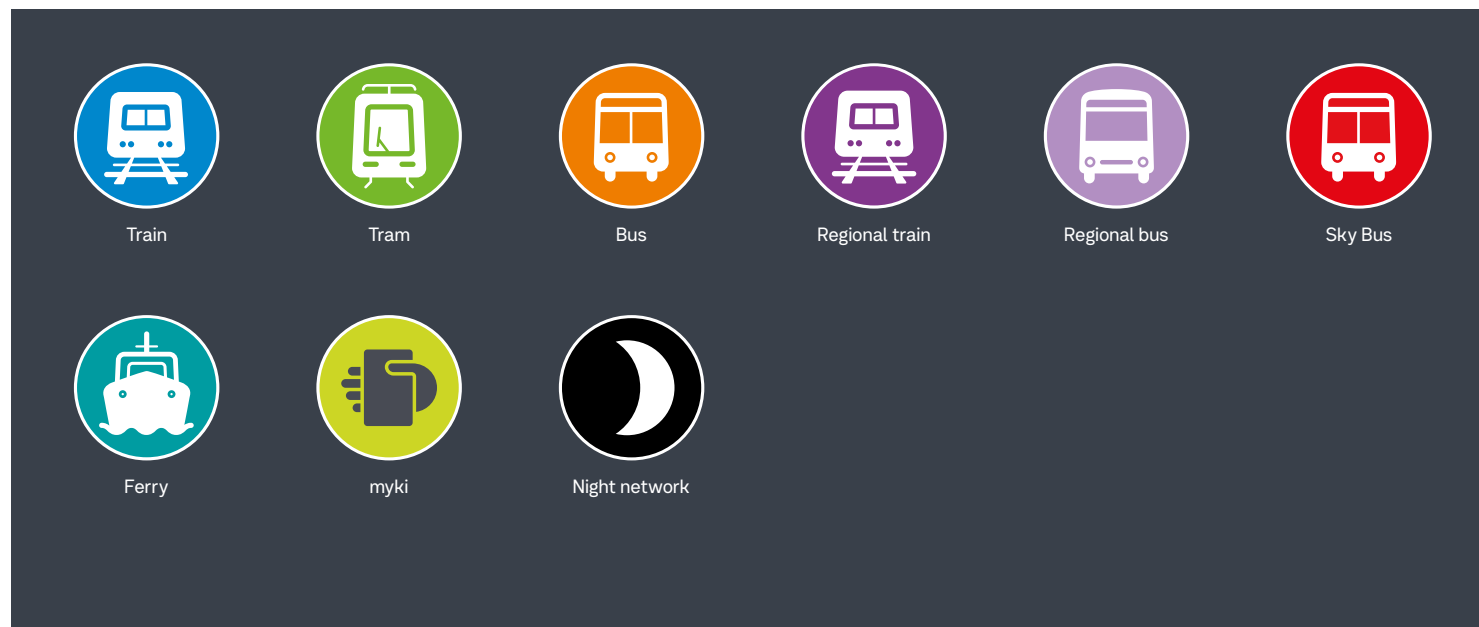 Train
Tram
Bus
Regional train
Regional bus
Sky Bus
Ferry
myki
Night network